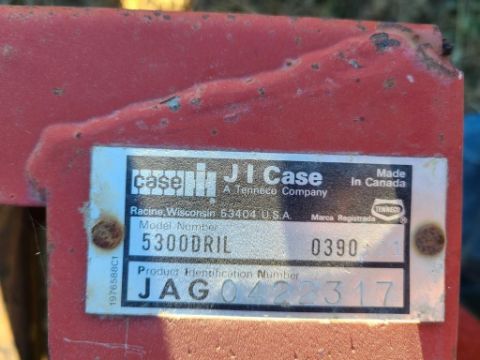 case IH J I Case
A Tenneco Company
Made
in Canada
Racine, Wisconsin 53404 U.S.A.
Marca Registrada
TENNECO
Model Number
5300DRIL 0390
Product Identification Number
JAG0422317
1976588C1